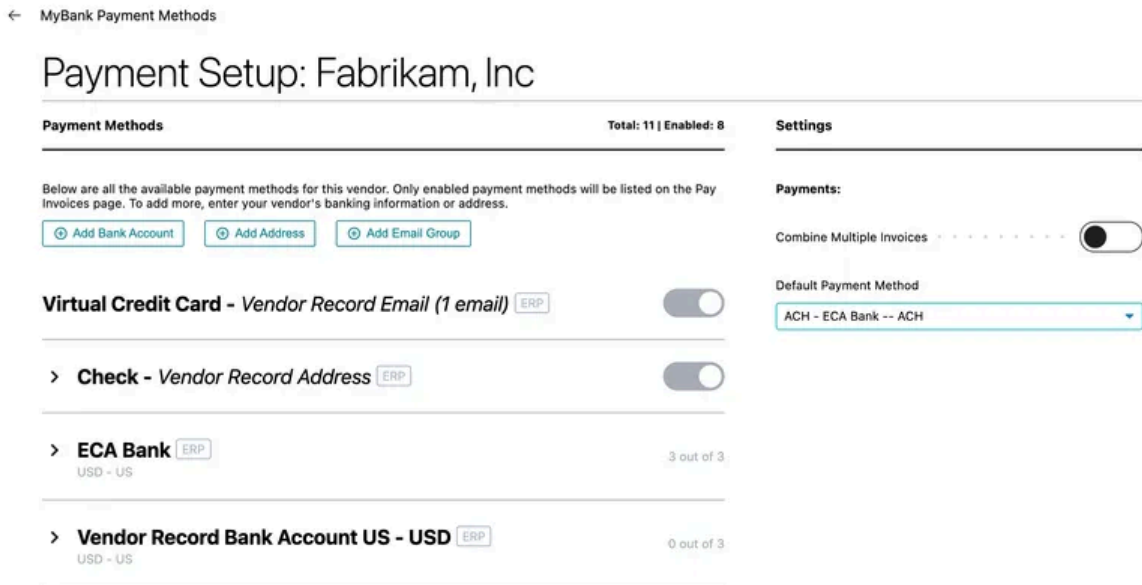 ← MyBank Payment Methods
Payment Setup: Fabrikam, Inc
Payment Methods
Total: 11 | Enabled: 8
Below are all the available payment methods for this vendor. Only enabled payment methods will be listed on the Pay
Invoices page. To add more, enter your vendor's banking information or address.
Add Bank Account
Add Address
Add Email Group
Virtual Credit Card - Vendor Record Email (1 email) ERP
Check - Vendor Record Address ERP
ECA Bank ERP
USD - US
3 out of 3
Vendor Record Bank Account US - USD ERP
USD - US
0 out of 3
Settings
Payments:
Combine Multiple Invoices
Default Payment Method
ACH - ECA Bank -- ACH